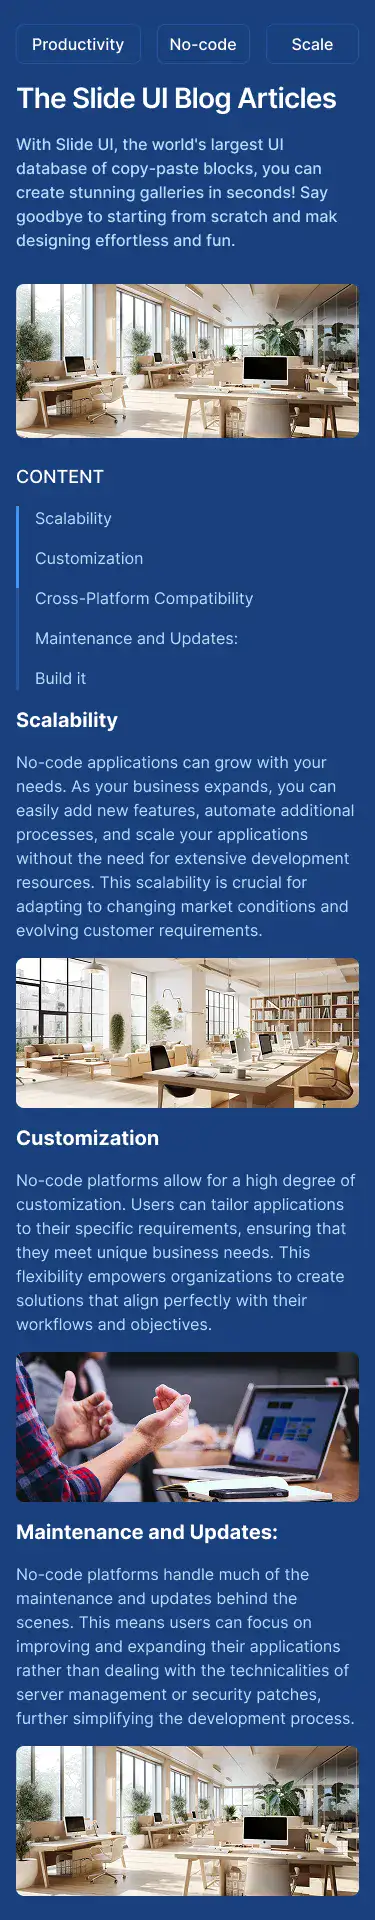 Productivity No-code Scale
The Slide UI Blog Articles
With Slide UI, the world's largest UI
database of copy-paste blocks, you can
create stunning galleries in seconds! Say
goodbye to starting from scratch and mak
designing effortless and fun.
CONTENT
Scalability
Customization
Cross-Platform Compatibility
Maintenance and Updates:
Build it
Scalability
No-code applications can grow with your
needs. As your business expands, you can
easily add new features, automate additional
processes, and scale your applications
without the need for extensive development
resources. This scalability is crucial for
adapting to changing market conditions and
evolving customer requirements.
Customization
No-code platforms allow for a high degree of
customization. Users can tailor applications
to their specific requirements, ensuring that
they meet unique business needs. This
flexibility empowers organizations to create
solutions that align perfectly with their
workflows and objectives.
Maintenance and Updates:
No-code platforms handle much of the
maintenance and updates behind the
scenes. This means users can focus on
improving and expanding their applications
rather than dealing with the technicalities of
server management or security patches,
further simplifying the development process.